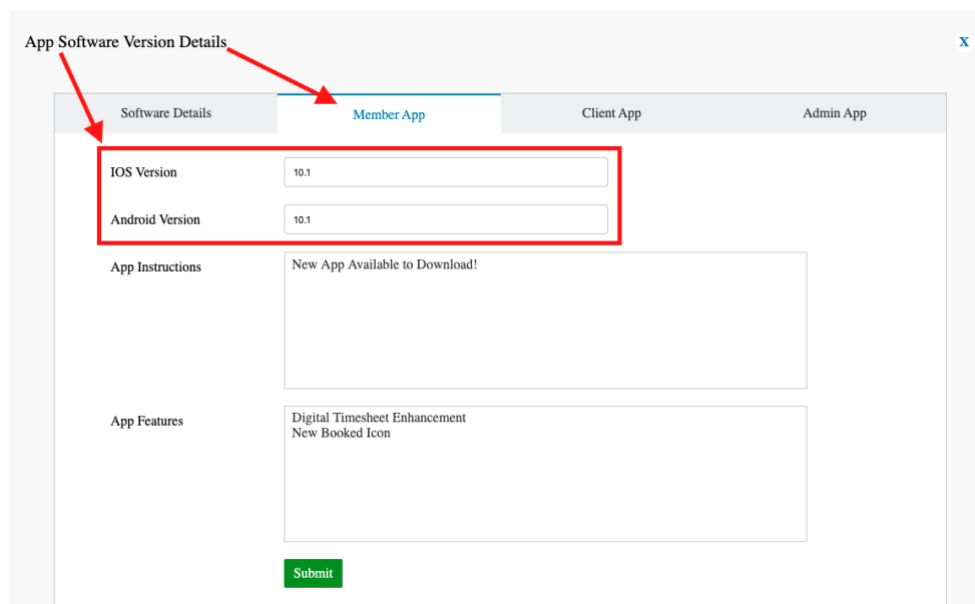 App Software Version Details
X
Software Details
Member App
Client App
Admin App
IOS Version
10.1
Android Version
10.1
App Instructions
New App Available to Download!
App Features
Digital Timesheet Enhancement
New Booked Icon
Submit